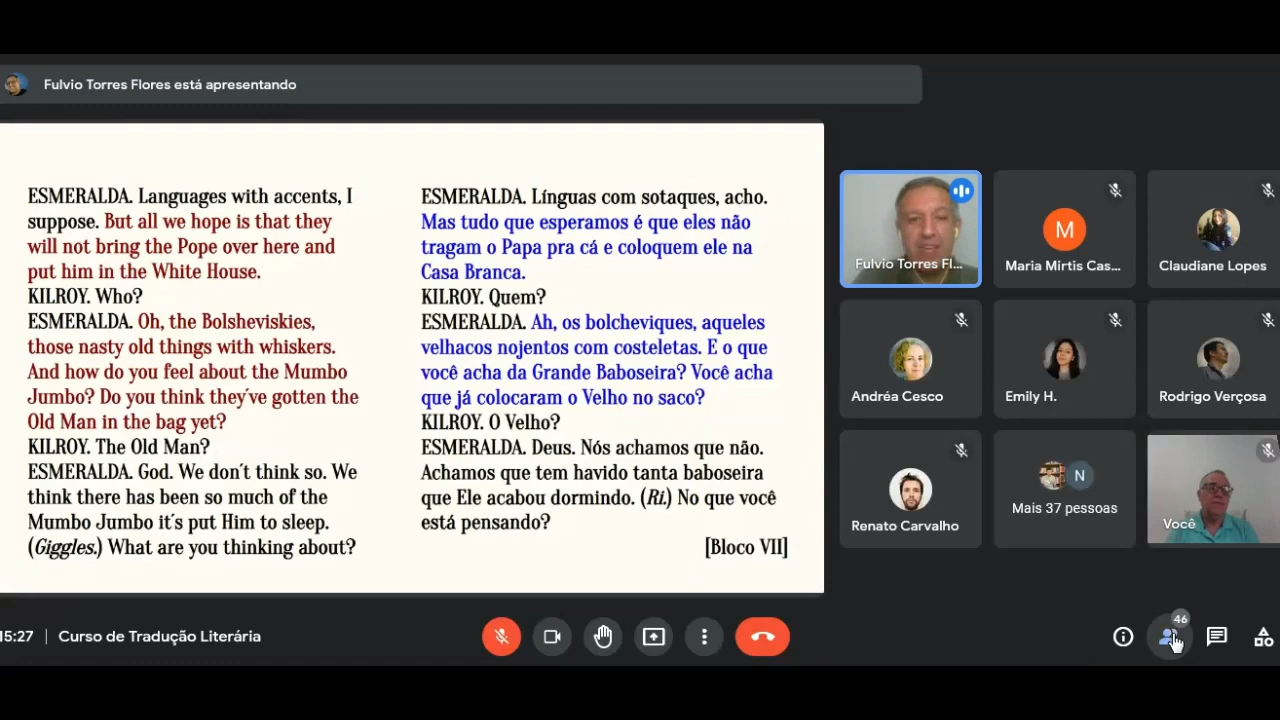 Fulvio Torres Flores está apresentando
ESMERALDA. Languages with accents, I
suppose. But all we hope is that they
will not bring the Pope over here and
put him in the White House.
KILROY. Who?
ESMERALDA. Oh, the Bolsheviskies,
those nasty old things with whiskers.
And how do you feel about the Mumbo
Jumbo? Do you think they´ve gotten the
Old Man in the bag yet?
KILROY. The Old Man?
ESMERALDA. God. We don´t think so. We
think there has been so much of the
Mumbo Jumbo it´s put Him to sleep.
(Giggles.) What are you thinking about?
ESMERALDA. Línguas com sotaques, acho.
Mas tudo que esperamos é que eles não
tragam o Papa pra cá e coloquem ele na
Casa Branca.
KILROY. Quem?
ESMERALDA. Ah, os bolcheviques, aqueles
velhacos nojentos com costeletas. E o que
você acha da Grande Baboseira? Você acha
que já colocaram o Velho no saco?
KILROY. O Velho?
ESMERALDA. Deus. Nós achamos que não.
Achamos que tem havido tanta baboseira
que Ele acabou dormindo. (Ri.) No que você
está pensando?
[Bloco VII]
Fulvio Torres Fl...
M
Maria Mirtis Cas...
Claudiane Lopes
Andréa Cesco
Emily H.
Rodrigo Verçosa
Renato Carvalho
N
Mais 37 pessoas
Você
15:27 | Curso de Tradução Literária
46